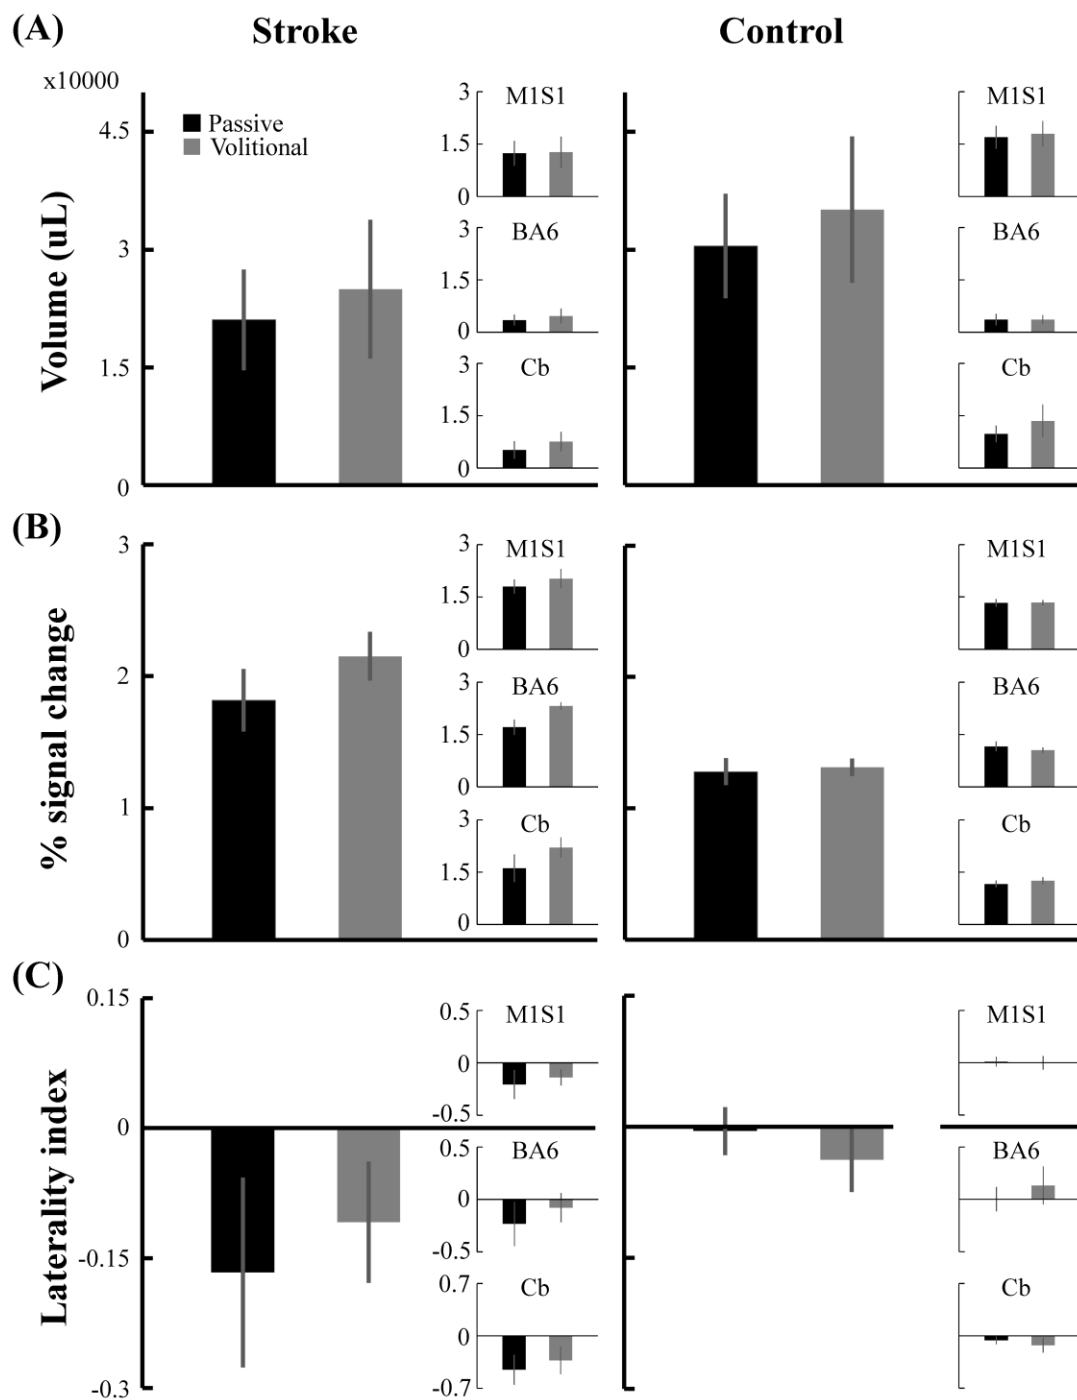 (A)
Stroke
Control
x10000
Passive
Volitional
Volume (uL)
4.5
3
1.5
0
M1S1
3
1.5
0
BA6
3
1.5
0
Cb
3
1.5
0
M1S1
BA6
Cb
(B)
% signal change
3
2
1
0
M1S1
3
1.5
0
BA6
3
1.5
0
Cb
3
1.5
0
M1S1
BA6
Cb
(C)
Laterality index
0.15
0
-0.15
-0.3
M1S1
0.5
0
-0.5
BA6
0.5
0
-0.5
Cb
0.7
0
-0.7
M1S1
BA6
Cb